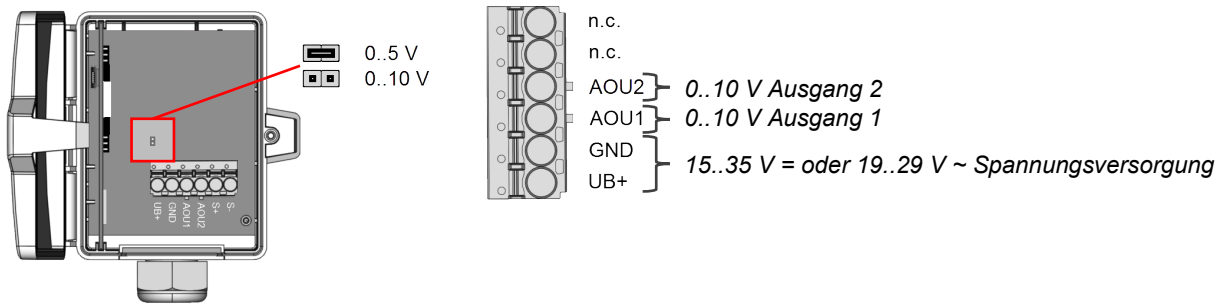 0..5 V
0..10 V
UB+
GND
AOU1
AOU2
S+
S-
n.c.
n.c.
AOU2 0..10 V Ausgang 2
AOU1 0..10 V Ausgang 1
GND
15..35 V = oder 19..29 V ~ Spannungsversorgung
UB+